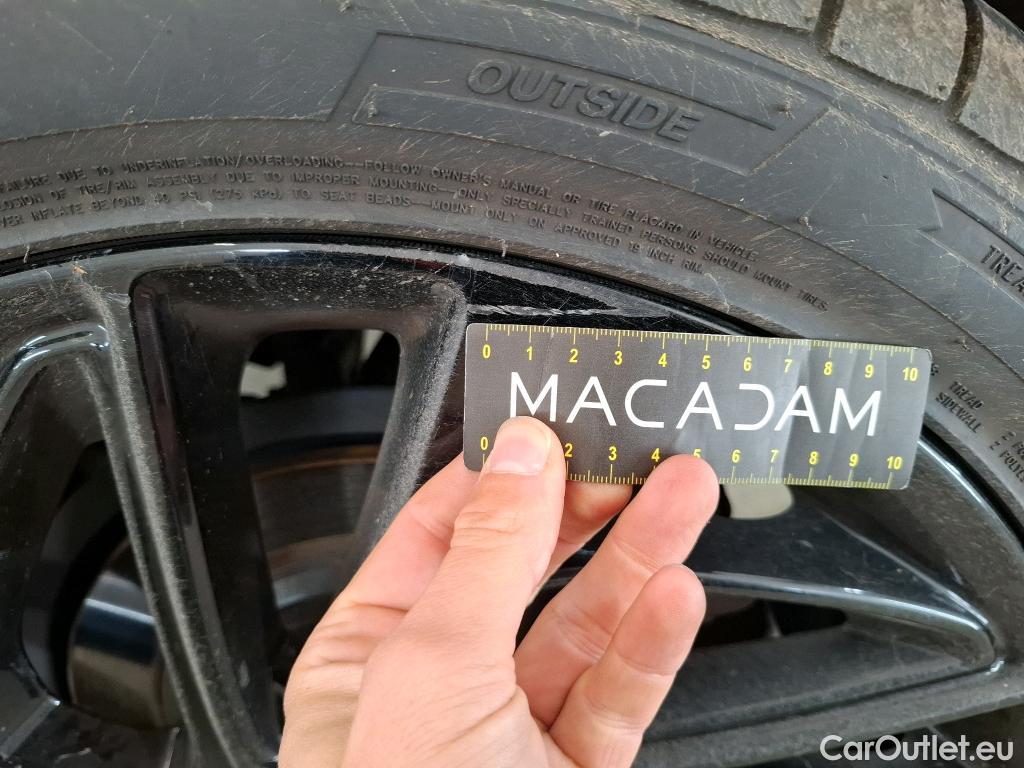 OUTSIDE
FAILURE DUE TO UNDERINFLATION/OVERLOADING—FOLLOW OWNER'S MANUAL OR TIRE PLACARD IN VEHICLE.
OF TIRE/RIM ASSEMBLY DUE TO IMPROPER MOUNTING—ONLY SPECIALLY TRAINED PERSONS SHOULD MOUNT TIRES.
INFLATE BEYOND 40 PSI (275 KPa) TO SEAT BEADS—MOUNT ONLY ON APPROVED 19 INCH RIM.
TREA
TREAD
SIDEWALL
0 1 2 3 4 5 6 7 8 9 10
MACADAM
0 2 3 4 5 6 7 8 9 10
CarOutlet.eu